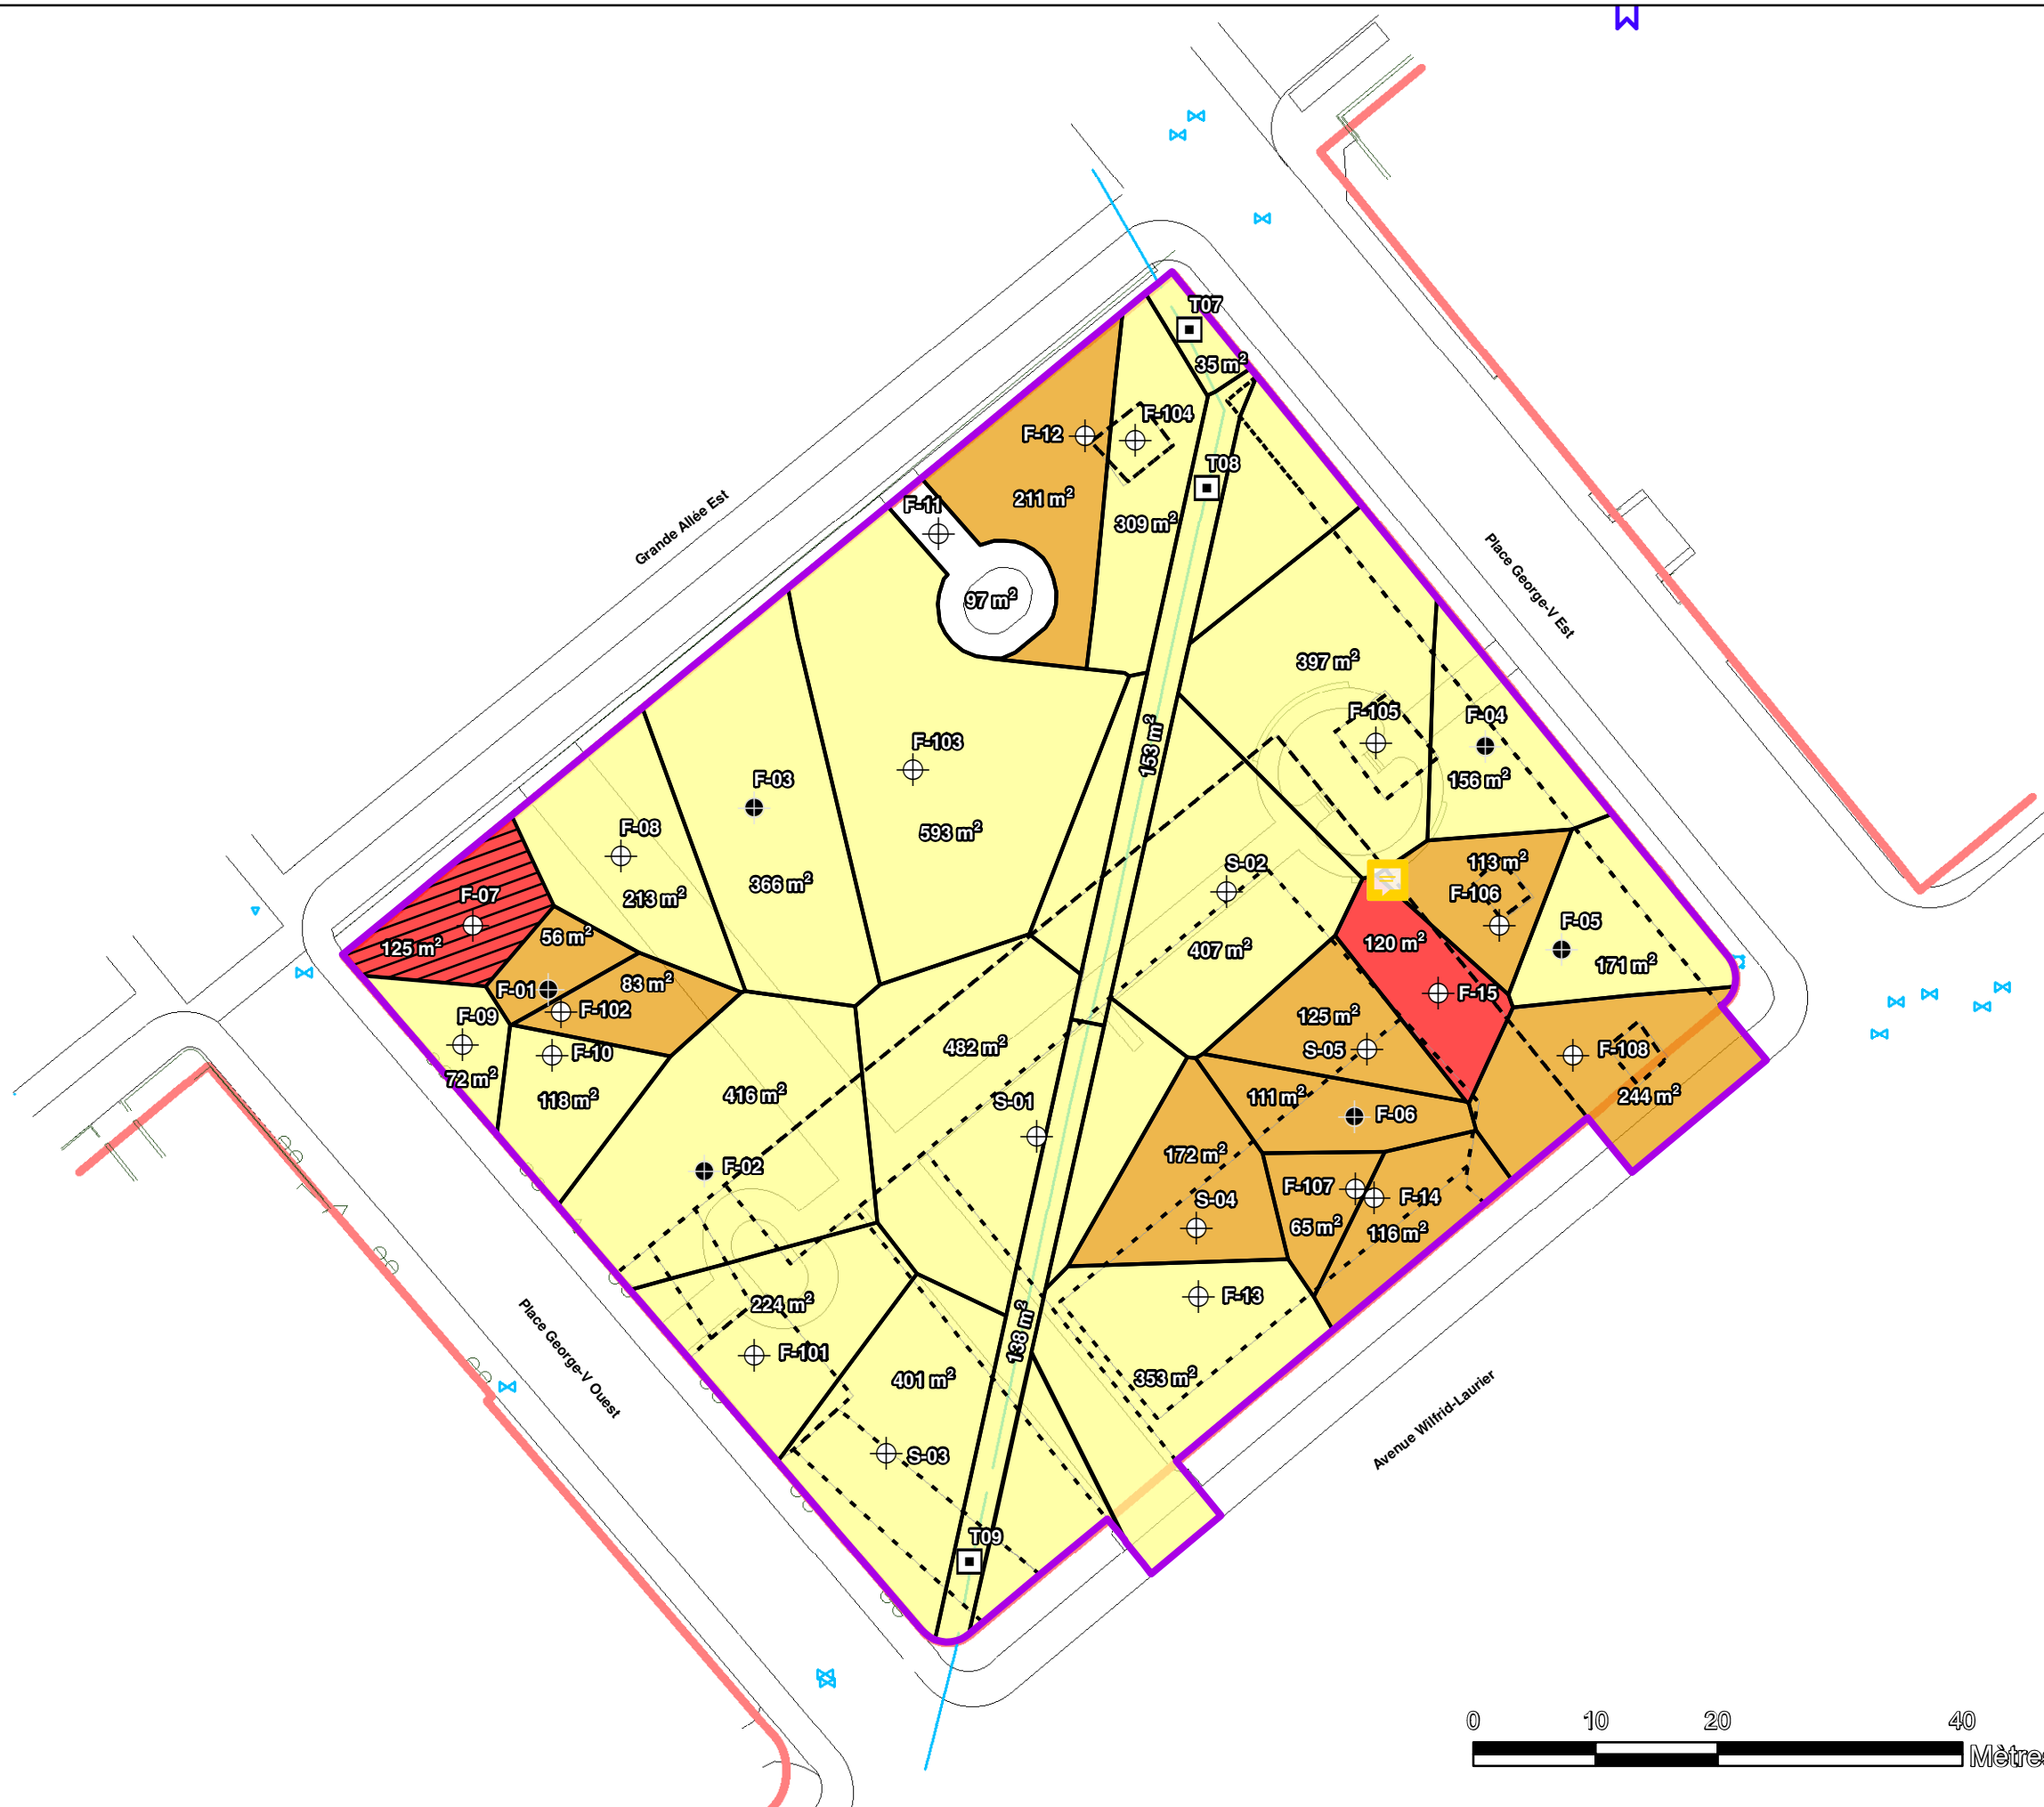 T07
35 m²
F-104
F-12
T08
211 m²
F-11
309 m²
Grande Allée Est
Place George-V Est
97 m²
397 m²
F-105
F-04
F-103
153 m²
F-03
156 m²
F-08
593 m²
S-02
113 m²
366 m²
F-07
213 m²
F-106
F-05
56 m²
125 m²
120 m²
407 m²
171 m²
83 m²
F-01
F-15
F-102
F-09
125 m²
F-10
482 m²
S-05
F-108
72 m²
118 m²
416 m²
111 m²
244 m²
S-01
F-06
172 m²
F-02
F-107
F-14
S-04
65 m²
116 m²
F-13
224 m²
138 m²
Place George-V Ouest
F-101
401 m²
353 m²
Avenue Wilfrid-Laurier
S-03
T09
0 10 20 40
Mètres